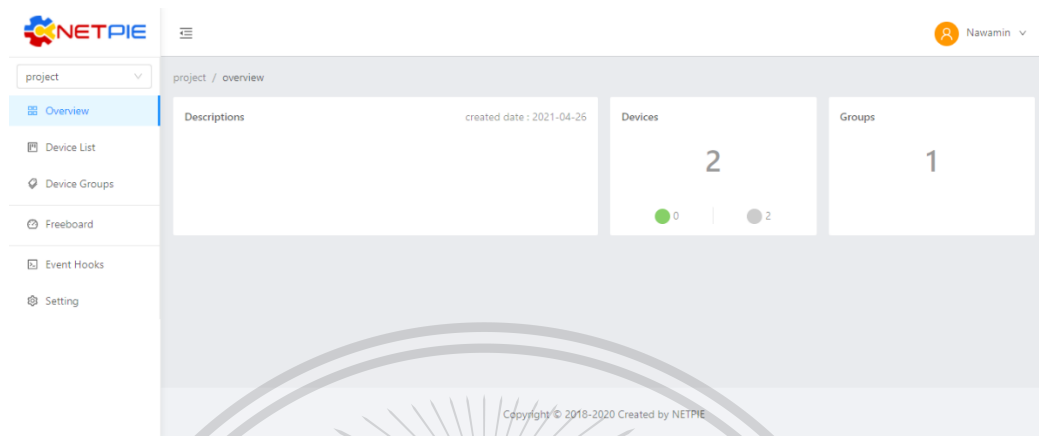 NETPIE
Nawamin
project
project / overview
Overview
Device List
Device Groups
Freeboard
Event Hooks
Setting
Descriptions
created date : 2021-04-26
Devices
2
0
2
Groups
1
Copyright © 2018-2020 Created by NETPIE